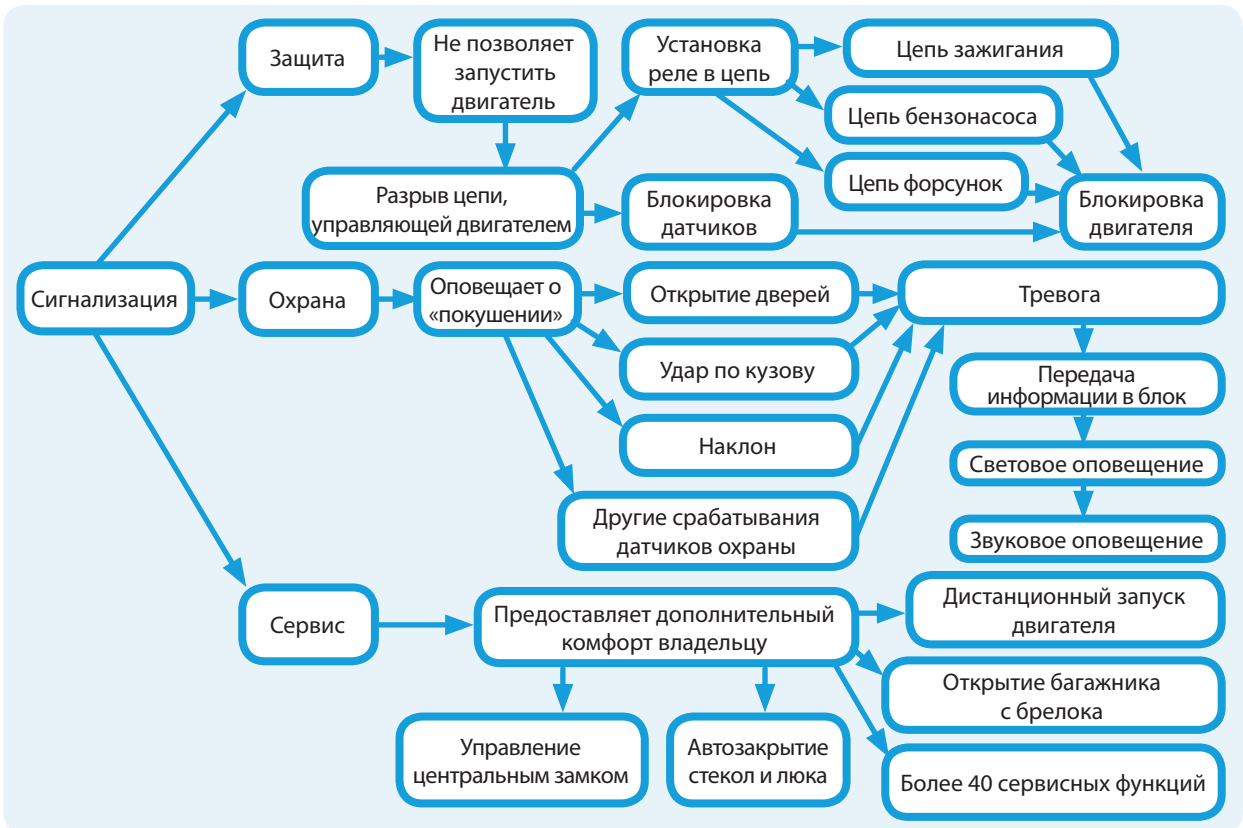 Защита
Не позволяет
запустить
двигатель
Установка
реле в цепь
Цепь зажигания
Цепь бензонасоса
Цепь форсунок
Разрыв цепи,
управляющей двигателем
Блокировка
датчиков
Блокировка
двигателя
Сигнализация
Охрана
Оповещает о
«покушении»
Открытие дверей
Тревога
Удар по кузову
Передача
информации в блок
Наклон
Световое оповещение
Другие срабатывания
датчиков охраны
Звуковое оповещение
Сервис
Предоставляет дополнительный
комфорт владельцу
Дистанционный запуск
двигателя
Открытие багажника
с брелока
Управление
центральным замком
Автозакрытие
стекол и люка
Более 40 сервисных функций